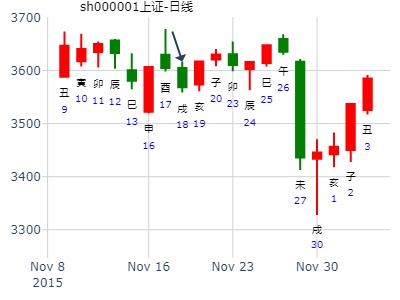 sh000001上证-日线
3700
3600
3500
3400
3300
丑
9
寅
10
卯
11
辰
12
巳
13
申
16
酉
17
戌
18
亥
19
子
20
卯
23
辰
24
巳
25
午
26
未
27
戌
30
亥
1
子
2
丑
3
Nov 8
2015
Nov 16
Nov 23
Nov 30